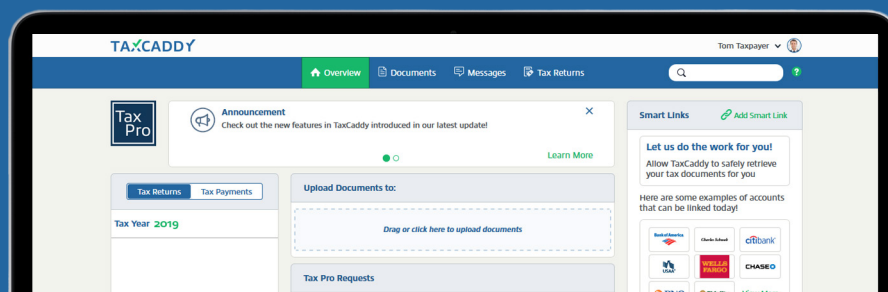 TAXCADDY
Tom Taxpayer
Overview
Documents
Messages
Tax Returns
?
Tax
Pro
Announcement
Check out the new features in TaxCaddy introduced in our latest update!
Learn More
Tax Returns
Tax Payments
Tax Year 2019
Upload Documents to:
Drag or click here to upload documents
Tax Pro Requests
Smart Links
Add Smart Link
Let us do the work for you!
Allow TaxCaddy to safely retrieve
your tax documents for you
Here are some examples of accounts
that can be linked today!
Bank of America
Charles Schwab
citibank
USAA
WELLS
FARGO
CHASE